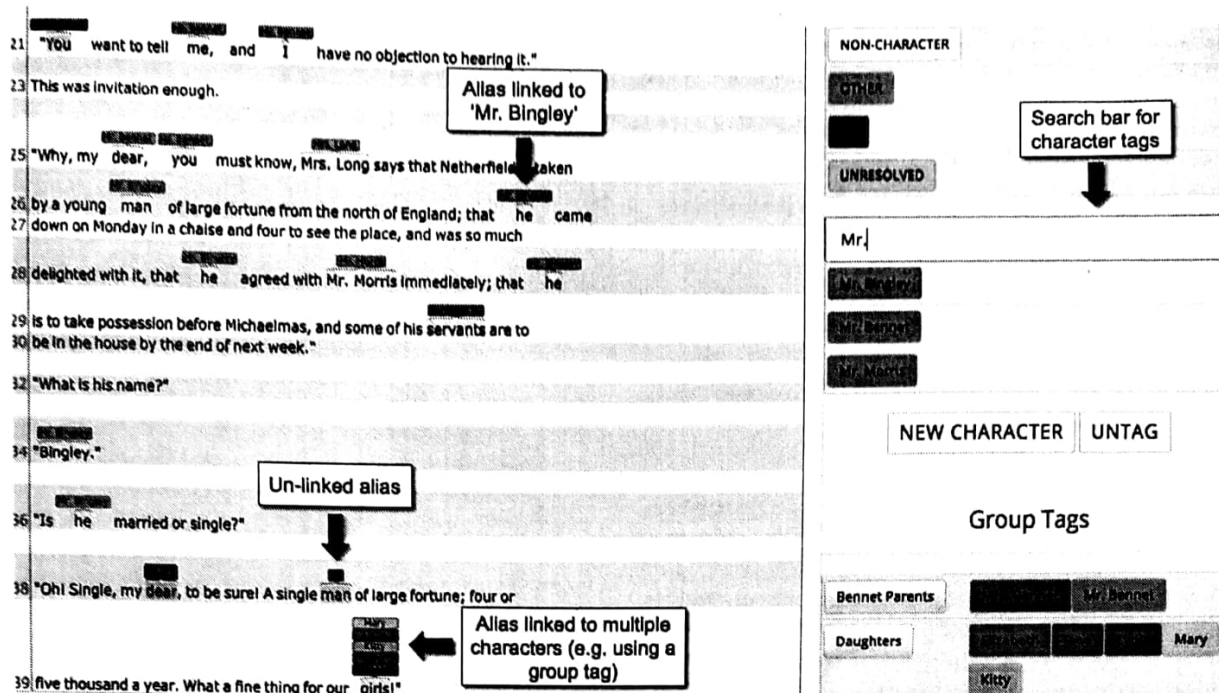 21 "You want to tell me, and I have no objection to hearing it."
23 This was invitation enough.
Alias linked to
'Mr. Bingley'
25 "Why, my dear, you must know, Mrs. Long says that Netherfield taken
26 by a young man of large fortune from the north of England; that he came
27 down on Monday in a chaise and four to see the place, and was so much
28 delighted with it, that he agreed with Mr. Morris immediately; that he
29 is to take possession before Michaelmas, and some of his servants are to
30 be in the house by the end of next week."
32 "What is his name?"
34 "Bingley."
Un-linked alias
36 "Is he married or single?"
38 "Oh! Single, my dear, to be sure! A single man of large fortune; four or
Mary
Kitty
Alias linked to multiple
characters (e.g. using a
group tag)
39 five thousand a year. What a fine thing for our girls!"
NON-CHARACTER
OTHER
UNRESOLVED
Search bar for
character tags
Mr.
Mr. Bingley
Mr. Bennet
Mr. Morris
NEW CHARACTER UNTAG
Group Tags
Bennet Parents Mr. Bennet
Daughters Mary
Kitty